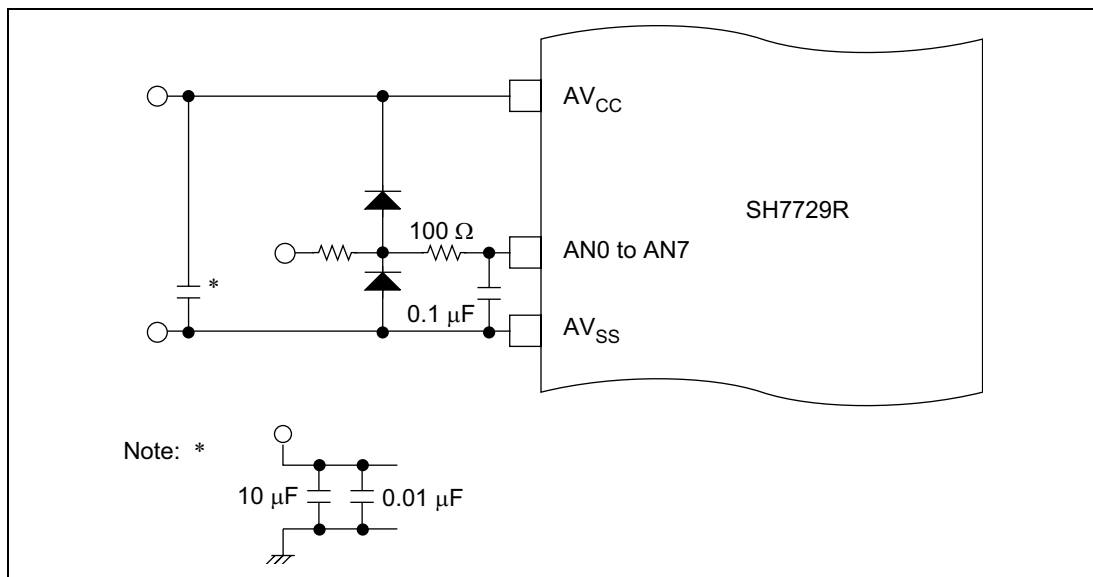 AVCC
SH7729R
100 Ω
AN0 to AN7
*
0.1 μF
AVSS
Note: *
10 μF
0.01 μF